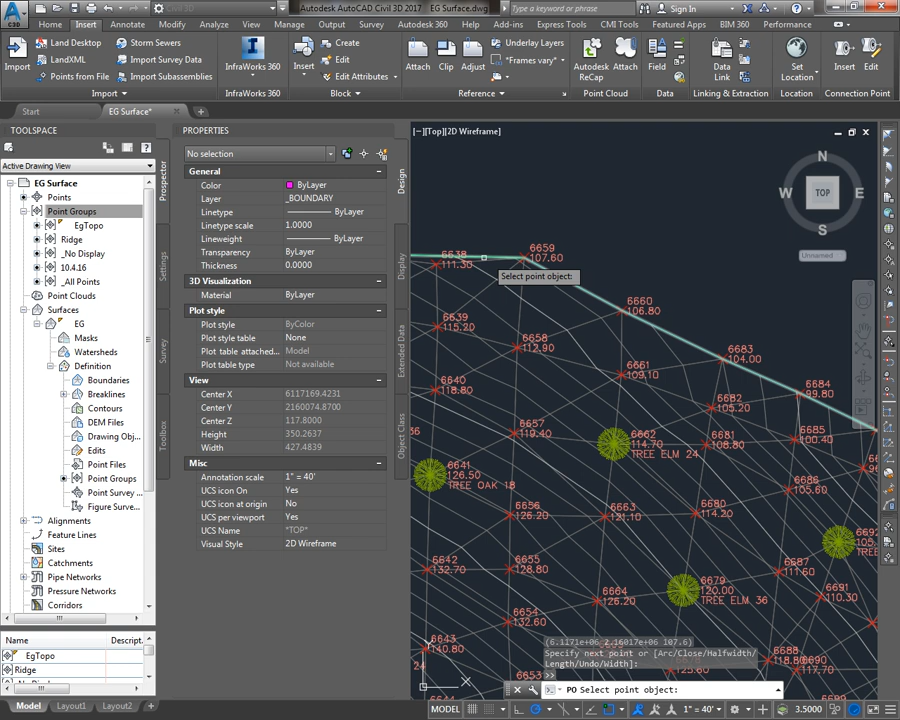 Civil 3D
Autodesk AutoCAD Civil 3D 2017
EG Surface.dwg
Type a keyword or phrase
Sign In
Home
Insert
Annotate
Modify
Analyze
View
Manage
Output
Survey
Autodesk 360
Help
Add-ins
Express Tools
CMI Tools
Featured Apps
BIM 360
Performance
C3D
Import
Land Desktop
LandXML
Points from File
Storm Sewers
Import Survey Data
Import Subassemblies
InfraWorks 360
Insert
Create
Edit
Edit Attributes
Attach
Clip
Adjust
Underlay Layers
*Frames vary*
Autodesk ReCap
Attach
Field
Data Link
Set Location
Insert
Edit
Import
InfraWorks 360
Block
Reference
Point Cloud
Data
Linking & Extraction
Location
Connection Point
Start
EG Surface*
TOOLSPACE
Active Drawing View
EG Surface
Points
Point Groups
EgTopo
Ridge
_No Display
10.4.16
_All Points
Point Clouds
Surfaces
EG
Masks
Watersheds
Definition
Boundaries
Breaklines
Contours
DEM Files
Drawing Obj...
Edits
Point Files
Point Groups
Point Survey ...
Figure Surve...
Alignments
Feature Lines
Sites
Catchments
Pipe Networks
Pressure Networks
Corridors
Name
Descript.
EgTopo
Ridge
Prospector
Settings
Survey
Toolbox
PROPERTIES
No selection
General
Color ByLayer
Layer _BOUNDARY
Linetype ByLayer
Linetype scale 1.0000
Lineweight ByLayer
Transparency ByLayer
Thickness 0.0000
3D Visualization
Material ByLayer
Plot style
Plot style ByColor
Plot style table None
Plot table attached... Model
Plot table type Not available
View
Center X 6117169.4231
Center Y 2160074.8700
Center Z 117.8000
Height 350.2637
Width 427.4839
Misc
Annotation scale 1" = 40'
UCS icon On Yes
UCS icon at origin No
UCS per viewport Yes
UCS Name *TOP*
Visual Style 2D Wireframe
Design
Display
Extended Data
Object Class
[−][Top][2D Wireframe]
N
W
TOP
E
S
Unnamed
6638
111.30
6659
107.60
Select point object:
6660
106.80
6639
115.20
6658
112.90
6683
104.00
6661
109.10
6684
99.80
6640
118.80
6682
105.20
6657
119.40
6662
114.70
TREE ELM 24
6681
108.80
6685
100.40
6641
126.50
TREE OAK 18
6686
105.60
6656
126.20
6663
121.10
6680
114.20
6642
132.70
6655
128.80
6687
111.60
6664
126.20
6679
120.00
TREE ELM 36
6691
110.30
6654
132.60
6643
140.80
6688
118.80
6690
117.70
(6.1171e+06 2.16017e+06 107.6)
Specify next point or [Arc/Close/Halfwidth/
Length/Undo/Width]:
>>
PO Select point object:
Model
Layout1
Layout2
MODEL
1" = 40'
3.5000